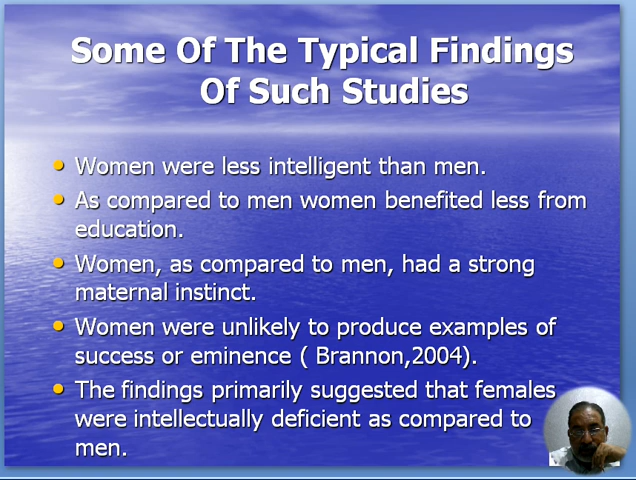 Some Of The Typical Findings
Of Such Studies
Women were less intelligent than men.
As compared to men women benefited less from
education.
Women, as compared to men, had a strong
maternal instinct.
Women were unlikely to produce examples of
success or eminence ( Brannon,2004).
The findings primarily suggested that females
were intellectually deficient as compared to
men.